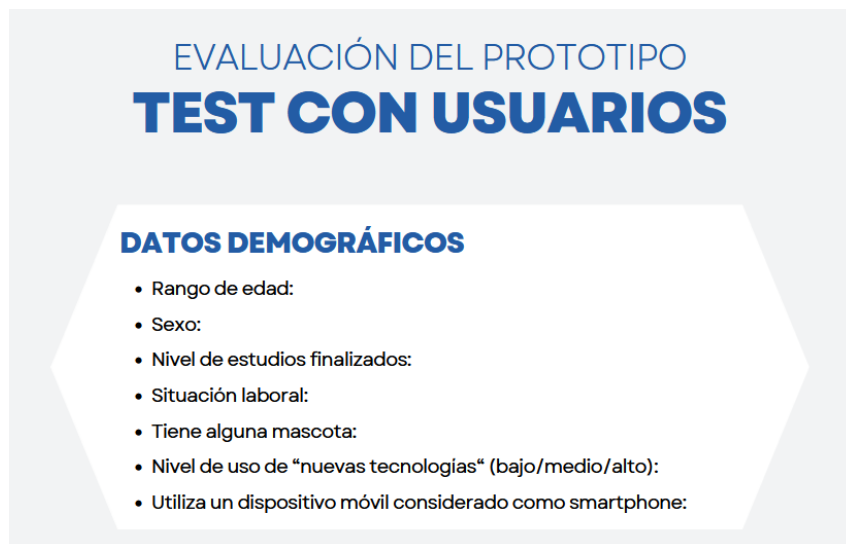 EVALUACIÓN DEL PROTOTIPO
TEST CON USUARIOS
DATOS DEMOGRÁFICOS
• Rango de edad:
• Sexo:
• Nivel de estudios finalizados:
• Situación laboral:
• Tiene alguna mascota:
• Nivel de uso de “nuevas tecnologías“ (bajo/medio/alto):
• Utiliza un dispositivo móvil considerado como smartphone: